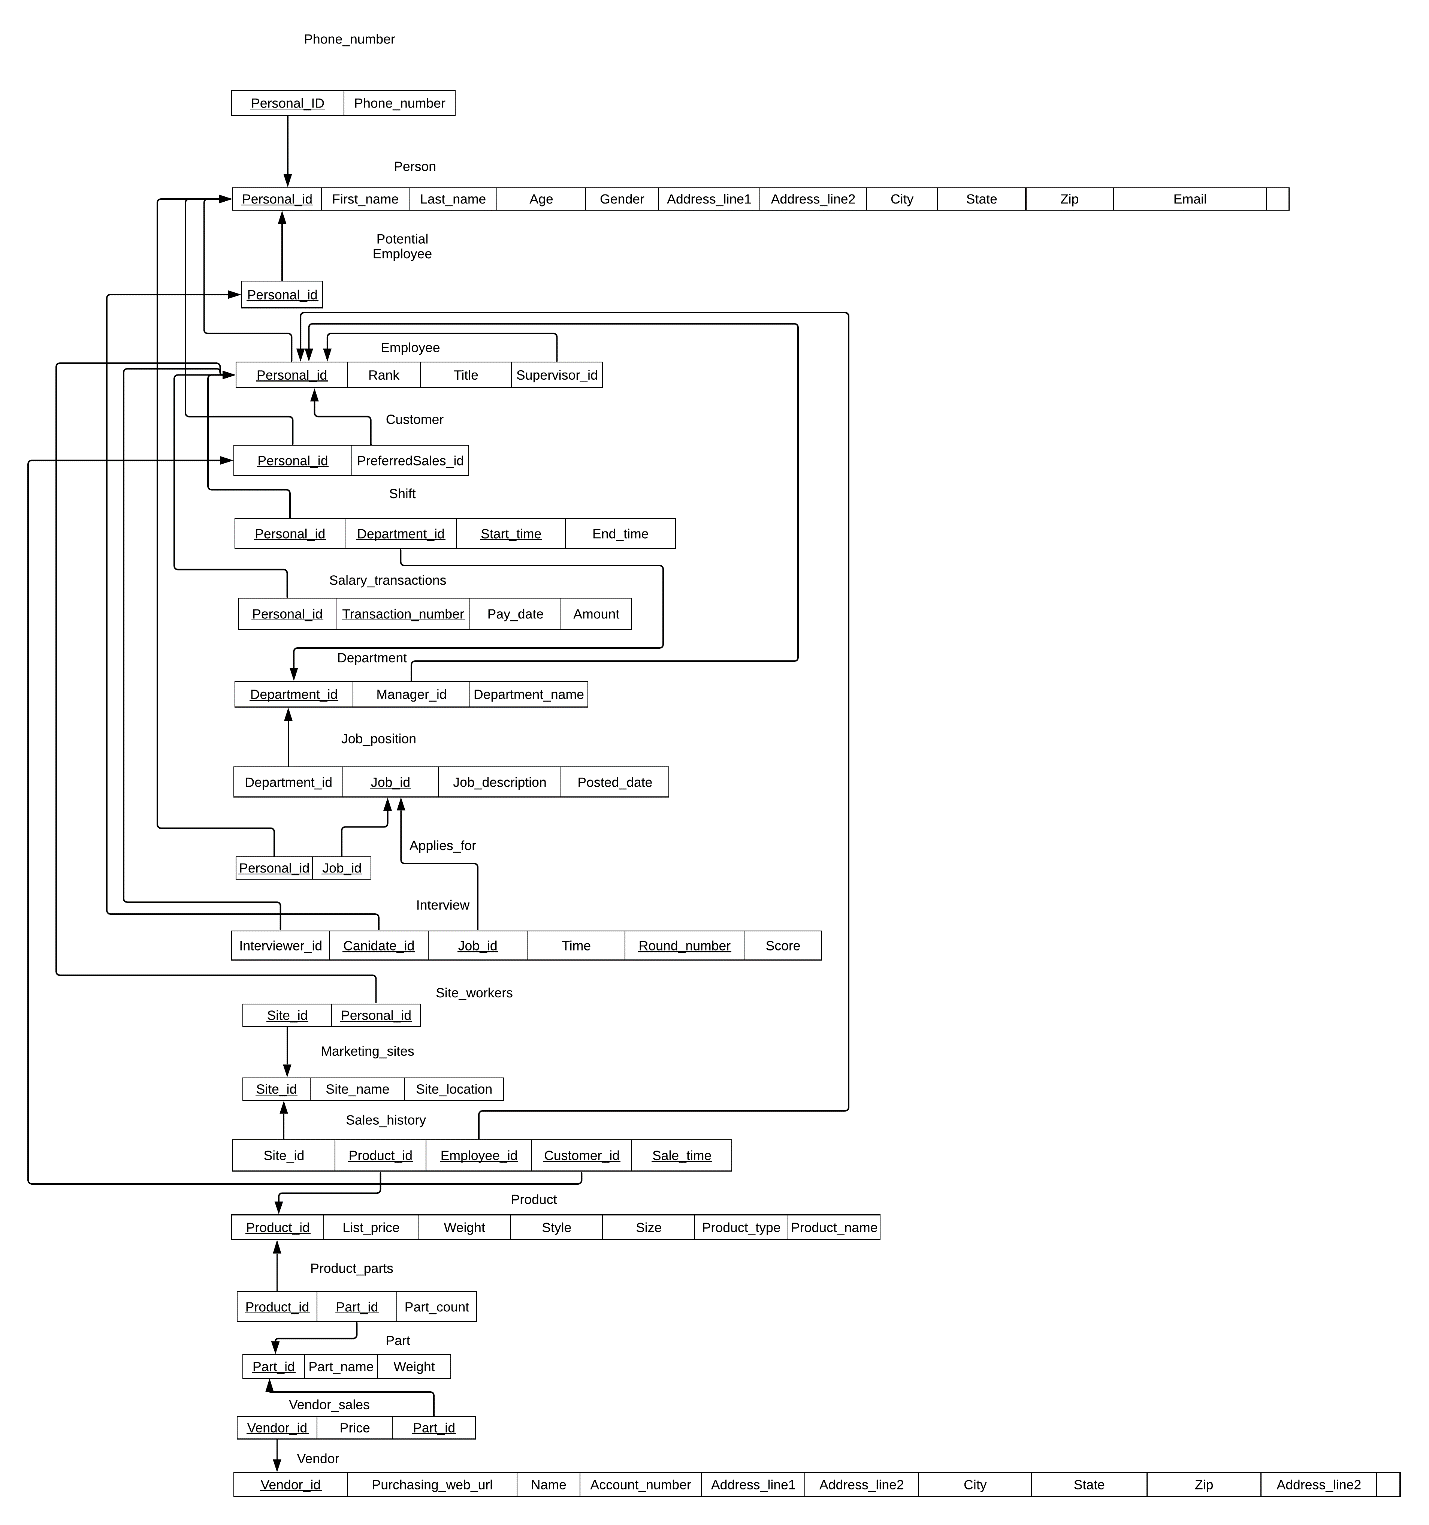 Phone_number
Personal_ID Phone_number
Person
Personal_id First_name Last_name Age Gender Address_line1 Address_line2 City State Zip Email
Potential
Employee
Personal_id
Employee
Personal_id Rank Title Supervisor_id
Customer
Personal_id PreferredSales_id
Shift
Personal_id Department_id Start_time End_time
Salary_transactions
Personal_id Transaction_number Pay_date Amount
Department
Department_id Manager_id Department_name
Job_position
Department_id Job_id Job_description Posted_date
Applies_for
Personal_id Job_id
Interview
Interviewer_id Canidate_id Job_id Time Round_number Score
Site_workers
Site_id Personal_id
Marketing_sites
Site_id Site_name Site_location
Sales_history
Site_id Product_id Employee_id Customer_id Sale_time
Product
Product_id List_price Weight Style Size Product_type Product_name
Product_parts
Product_id Part_id Part_count
Part
Part_id Part_name Weight
Vendor_sales
Vendor_id Price Part_id
Vendor
Vendor_id Purchasing_web_url Name Account_number Address_line1 Address_line2 City State Zip Address_line2